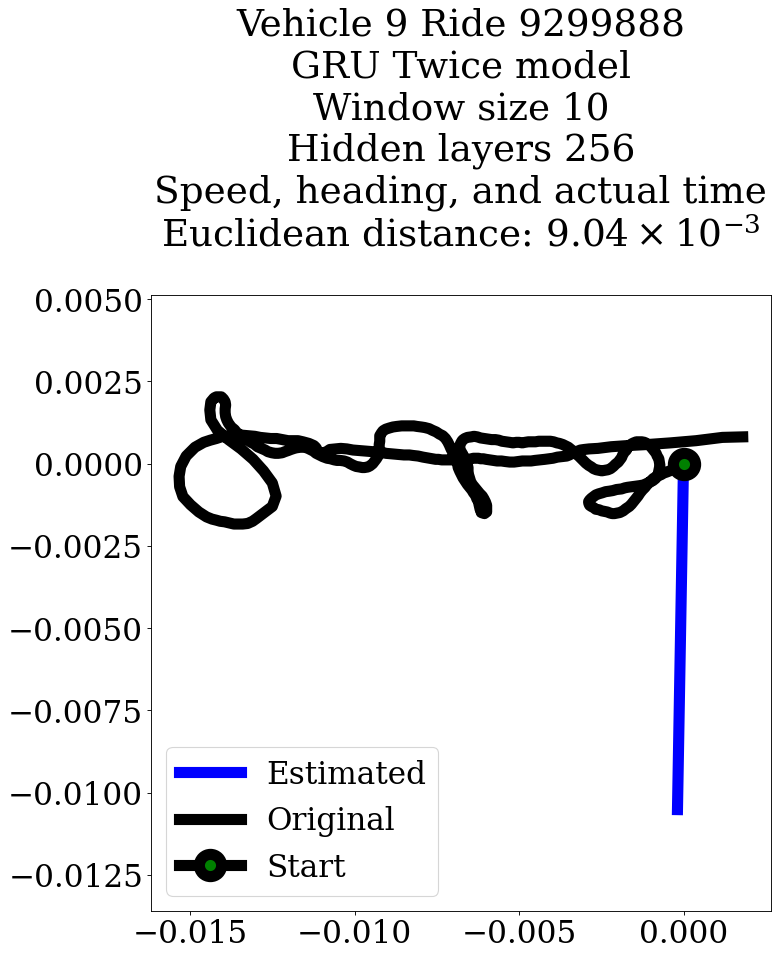 Vehicle 9 Ride 9299888
GRU Twice model
Window size 10
Hidden layers 256
Speed, heading, and actual time
Euclidean distance: 9.04 × 10⁻³
0.0050
0.0025
0.0000
−0.0025
−0.0050
−0.0075
−0.0100
−0.0125
Estimated
Original
Start
−0.015 −0.010 −0.005 0.000